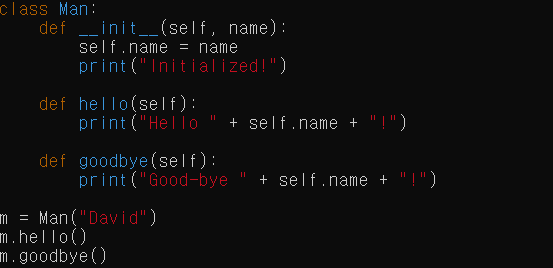 class Man:
    def __init__(self, name):
        self.name = name
        print("Initialized!")

    def hello(self):
        print("Hello " + self.name + "!")

    def goodbye(self):
        print("Good-bye " + self.name + "!")

m = Man("David")
m.hello()
m.goodbye()